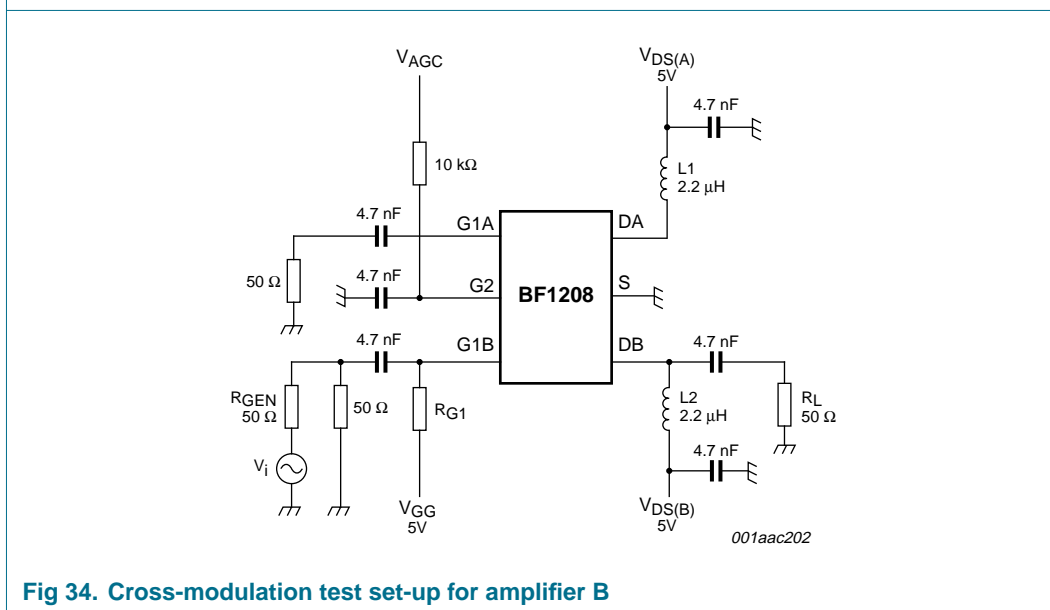 VAGC
VDS(A)
5V
4.7 nF
10 kΩ
L1
2.2 μH
4.7 nF
G1A
DA
50 Ω
4.7 nF
G2
BF1208
S
4.7 nF
G1B
DB
4.7 nF
RGEN
50 Ω
50 Ω
RG1
L2
2.2 μH
RL
50 Ω
4.7 nF
Vi
VGG
5V
VDS(B)
5V
001aac202
Fig 34. Cross-modulation test set-up for amplifier B